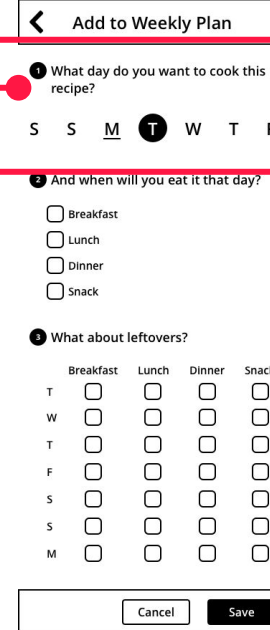 Add to Weekly Plan
1 What day do you want to cook this
recipe?
S S M T W T F
2 And when will you eat it that day?
Breakfast
Lunch
Dinner
Snack
3 What about leftovers?
Breakfast Lunch Dinner Snack
T
W
T
F
S
S
M
Cancel Save